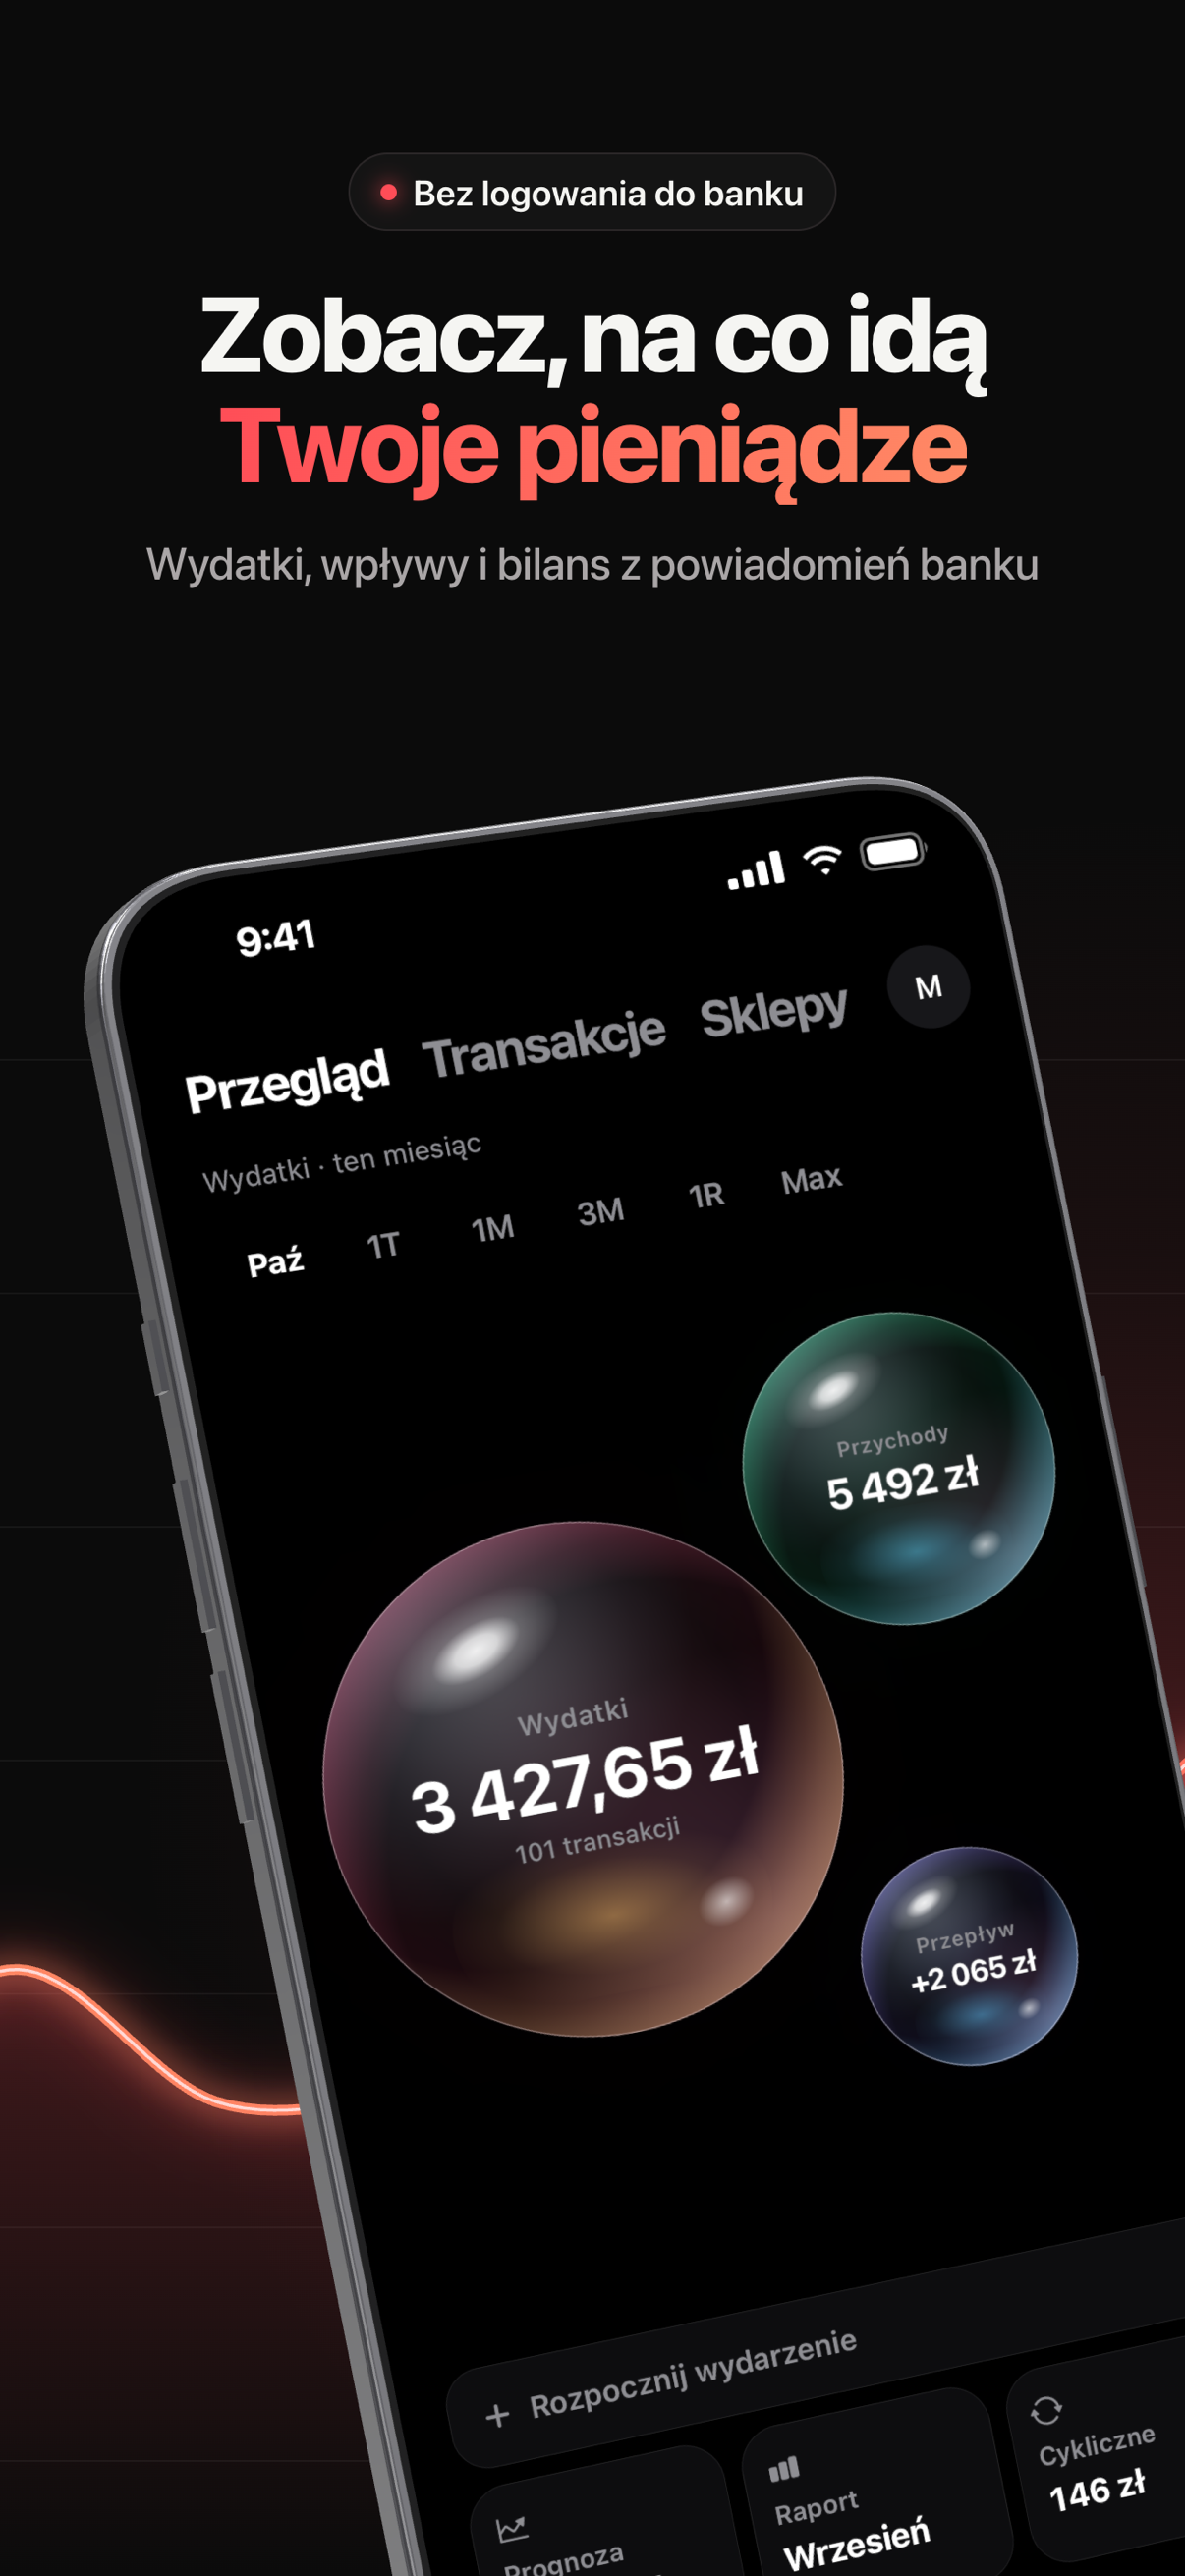 Bez logowania do banku
Zobacz, na co idą
Twoje pieniądze
Wydatki, wpływy i bilans z powiadomień banku
9:41
Przegląd Transakcje Sklepy M
Wydatki · ten miesiąc
Paź 1T 1M 3M 1R Max
Przychody
5 492 zł
Wydatki
3 427,65 zł
101 transakcji
Przepływ
+2 065 zł
+ Rozpocznij wydarzenie
Prognoza
Raport
Wrzesień
Cykliczne
146 zł